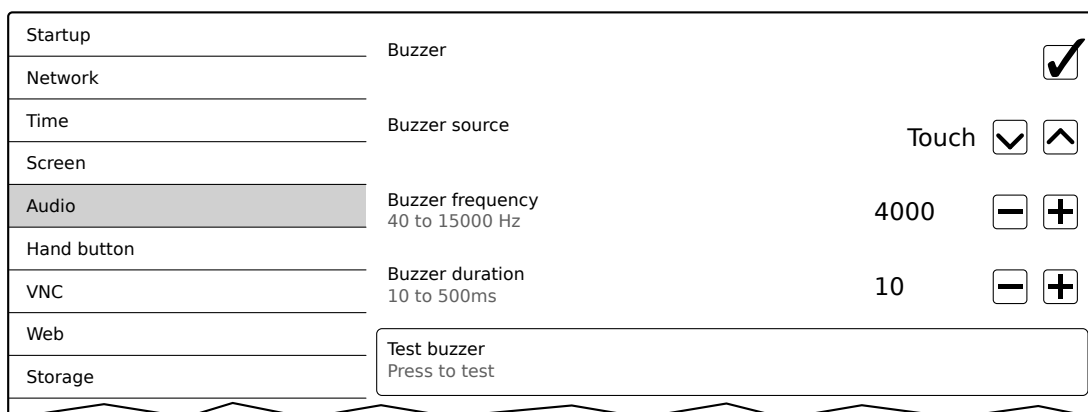 Startup
Network
Time
Screen
Audio
Hand button
VNC
Web
Storage
Buzzer
Buzzer source
Touch
Buzzer frequency
40 to 15000 Hz
4000
Buzzer duration
10 to 500ms
10
Test buzzer
Press to test